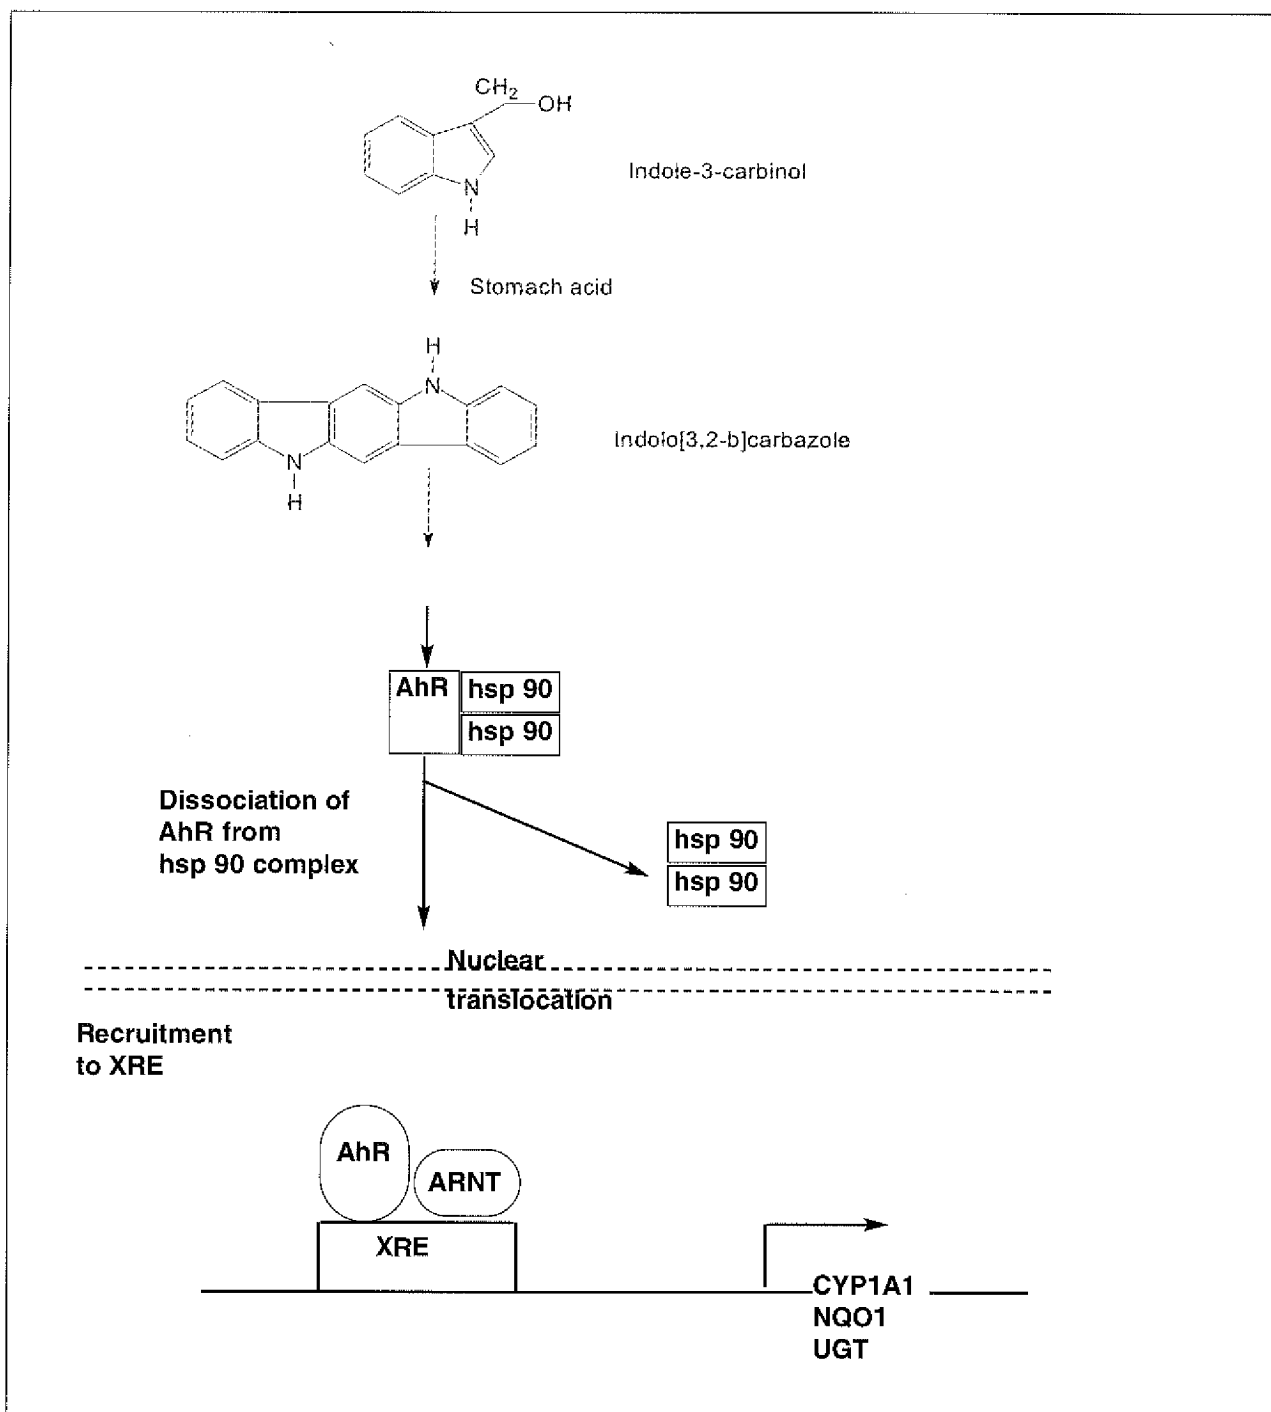 CH2
OH
N
H
Indole-3-carbinol
Stomach acid
H
N
N
H
Indolo[3,2-b]carbazole
AhR
hsp 90
hsp 90
Dissociation of
AhR from
hsp 90 complex
hsp 90
hsp 90
Nuclear
translocation
Recruitment
to XRE
AhR
ARNT
XRE
CYP1A1
NQO1
UGT